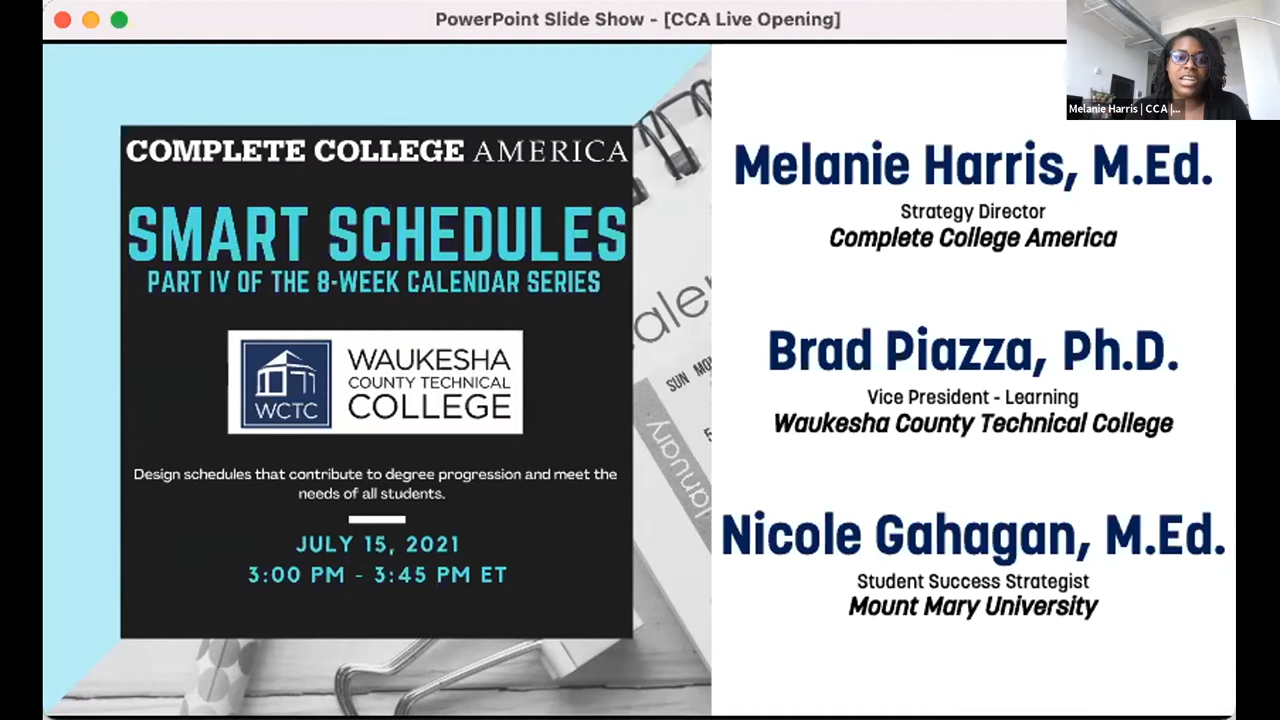 PowerPoint Slide Show - [CCA Live Opening]
Melanie Harris | CCA |...
COMPLETE COLLEGE AMERICA
SMART SCHEDULES
PART IV OF THE 8-WEEK CALENDAR SERIES
WCTC
WAUKESHA
COUNTY TECHNICAL
COLLEGE
Design schedules that contribute to degree progression and meet the
needs of all students.
JULY 15, 2021
3:00 PM - 3:45 PM ET
SUN MO
January
Melanie Harris, M.Ed.
Strategy Director
Complete College America
Brad Piazza, Ph.D.
Vice President - Learning
Waukesha County Technical College
Nicole Gahagan, M.Ed.
Student Success Strategist
Mount Mary University